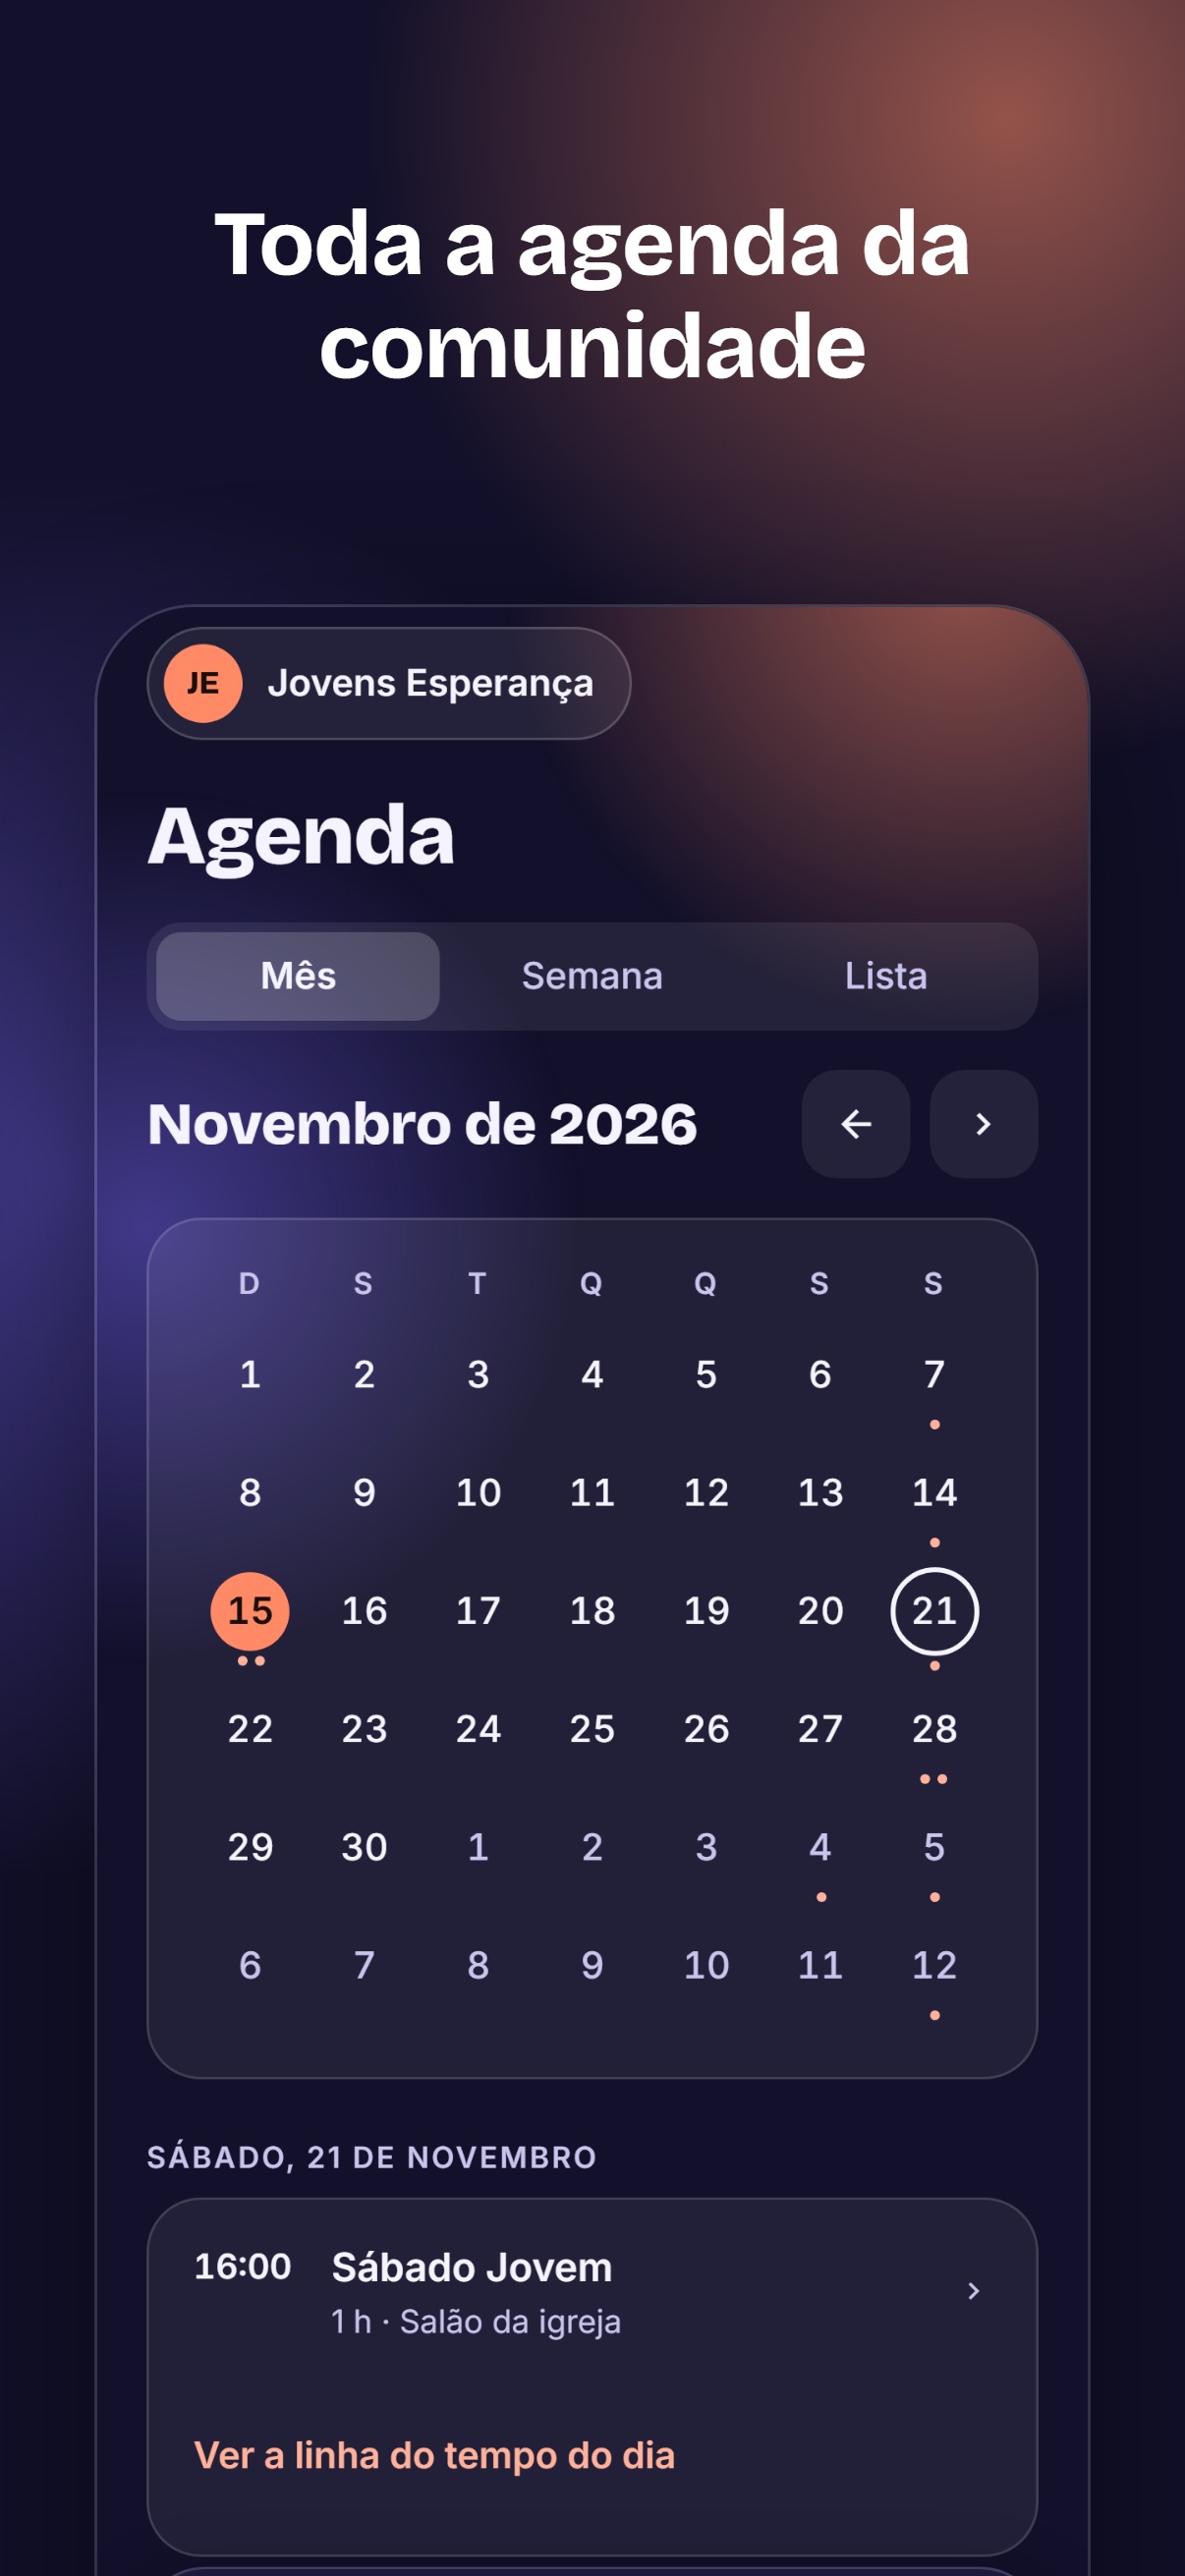 Toda a agenda da
comunidade
JE Jovens Esperança
Agenda
Mês Semana Lista
Novembro de 2026
D S T Q Q S S
1 2 3 4 5 6 7
8 9 10 11 12 13 14
15 16 17 18 19 20 21
22 23 24 25 26 27 28
29 30 1 2 3 4 5
6 7 8 9 10 11 12
SÁBADO, 21 DE NOVEMBRO
16:00 Sábado Jovem
1 h · Salão da igreja
Ver a linha do tempo do dia